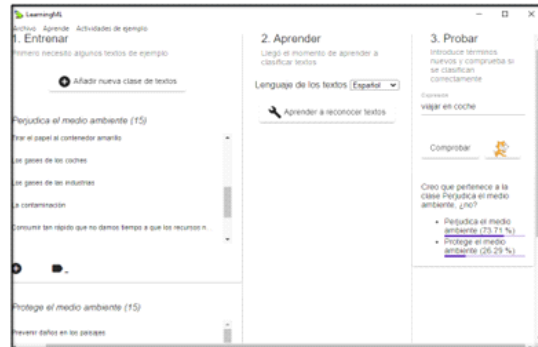 LearningML
Archivo Aprende Actividades de ejemplo
1. Entrenar
Primero necesito algunos textos de ejemplo
Añadir nueva clase de textos
Perjudica el medio ambiente (15)
Tirar el papel al contenedor amarillo
Los gases de los coches
Los gases de las industrias
La contaminación
Consumir tan rápido que no damos tiempo a que los recursos n..
Protege el medio ambiente (15)
Prevenir daños en los paisajes
2. Aprender
Llegó el momento de aprender a
clasificar textos
Lenguaje de los textos Español
Aprender a reconocer textos
3. Probar
Introduce términos
nuevos y comprueba si
se clasifican
correctamente
Expresión
viajar en coche
Comprobar
Creo que pertenece a la
clase Perjudica el medio
ambiente, ¿no?
• Perjudica el medio
ambiente (73.71 %)
• Protege el medio
ambiente (26.29 %)